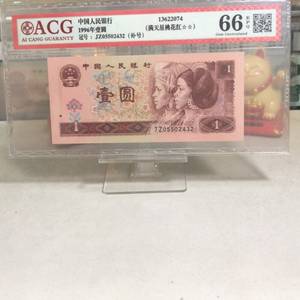 ACG
AI CANG GUARANTY
中国人民银行
1996年壹圆
冠号：JZ05502432（补号）
13622074
（满天星桃花红☆☆）
66 EPQ
中国人民银行
1
壹圆
1
JZ05502432